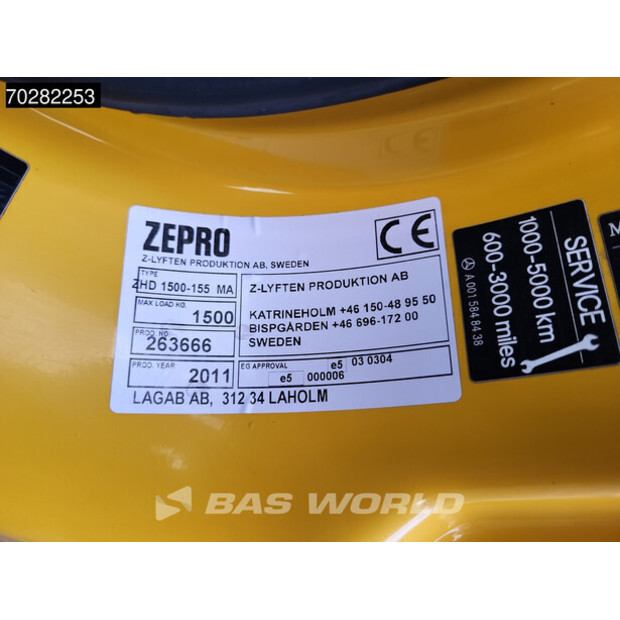 70282253
ZEPRO
Z-LYFTEN PRODUKTION AB, SWEDEN
CE
TYPE
ZHD 1500-155 MA
MAX LOAD KG.
1500
PROD. NO
263666
PROD. YEAR
2011
Z-LYFTEN PRODUKTION AB
KATRINEHOLM +46 150-48 95 50
BISPGÅRDEN +46 696-172 00
SWEDEN
EG APPROVAL e5 03 0304
e5 000006
LAGAB AB, 312 34 LAHOLM
SERVICE
1000-5000 km
600-3000 miles
A 001 584 84 38
M
BAS WORLD